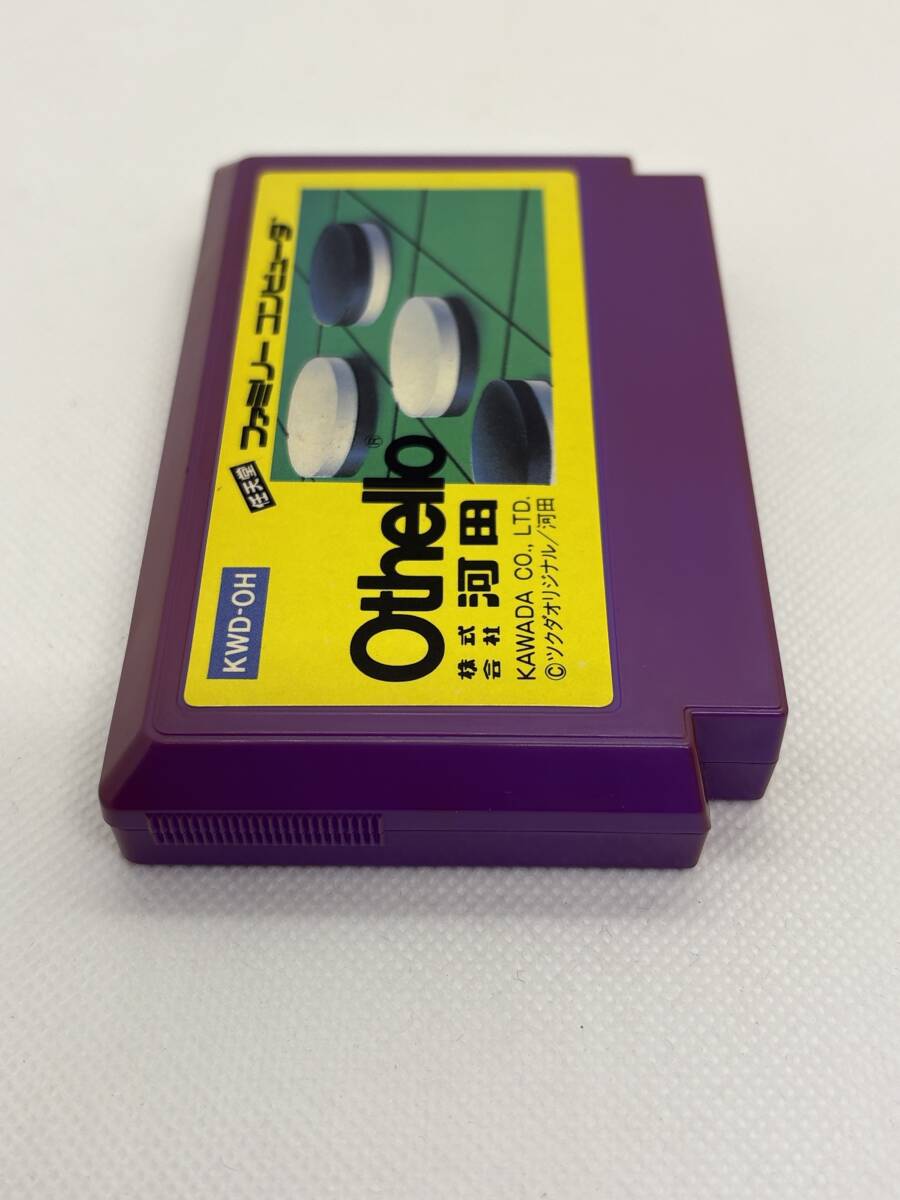 任天堂 ファミリー コンピュータ
KWD-OH
Othello®
株式会社 河田
KAWADA CO., LTD.
©ツクダオリジナル/河田